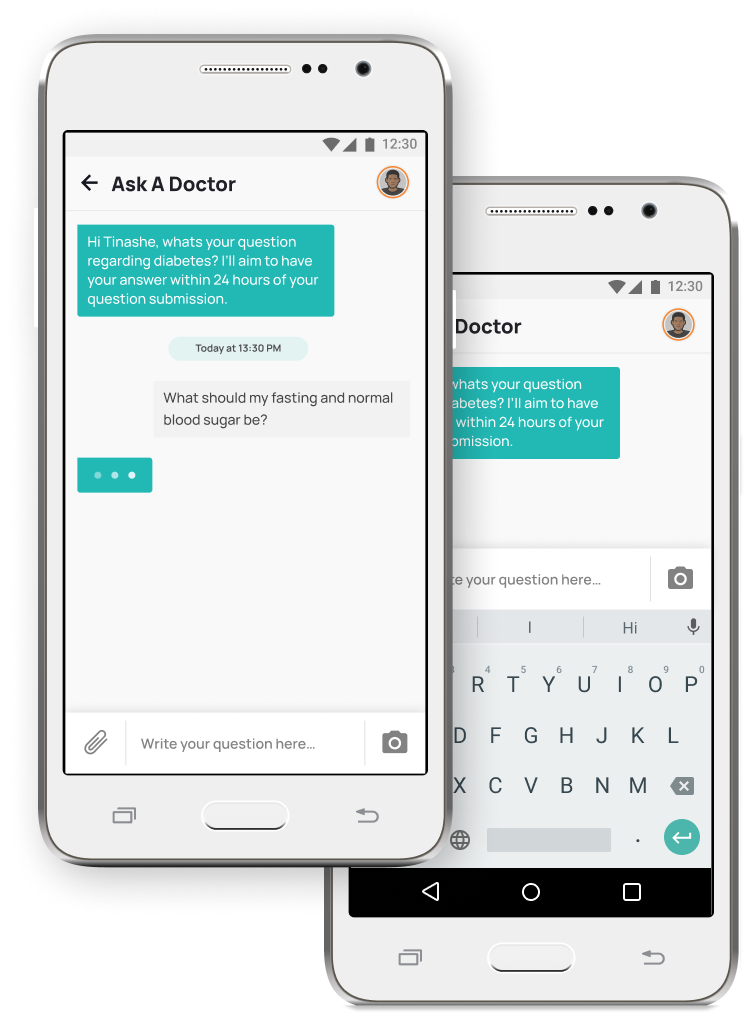 12:30
Ask A Doctor
Hi Tinashe, whats your question
regarding diabetes? I'll aim to have
your answer within 24 hours of your
question submission.
Today at 13:30 PM
What should my fasting and normal
blood sugar be?
Write your question here...
12:30
Doctor
whats your question
abetes? I'll aim to have
within 24 hours of your
bmission.
te your question here...
I
Hi
3 4 5 6 7 8 9 0
R T Y U I O P
D F G H J K L
X C V B N M
.